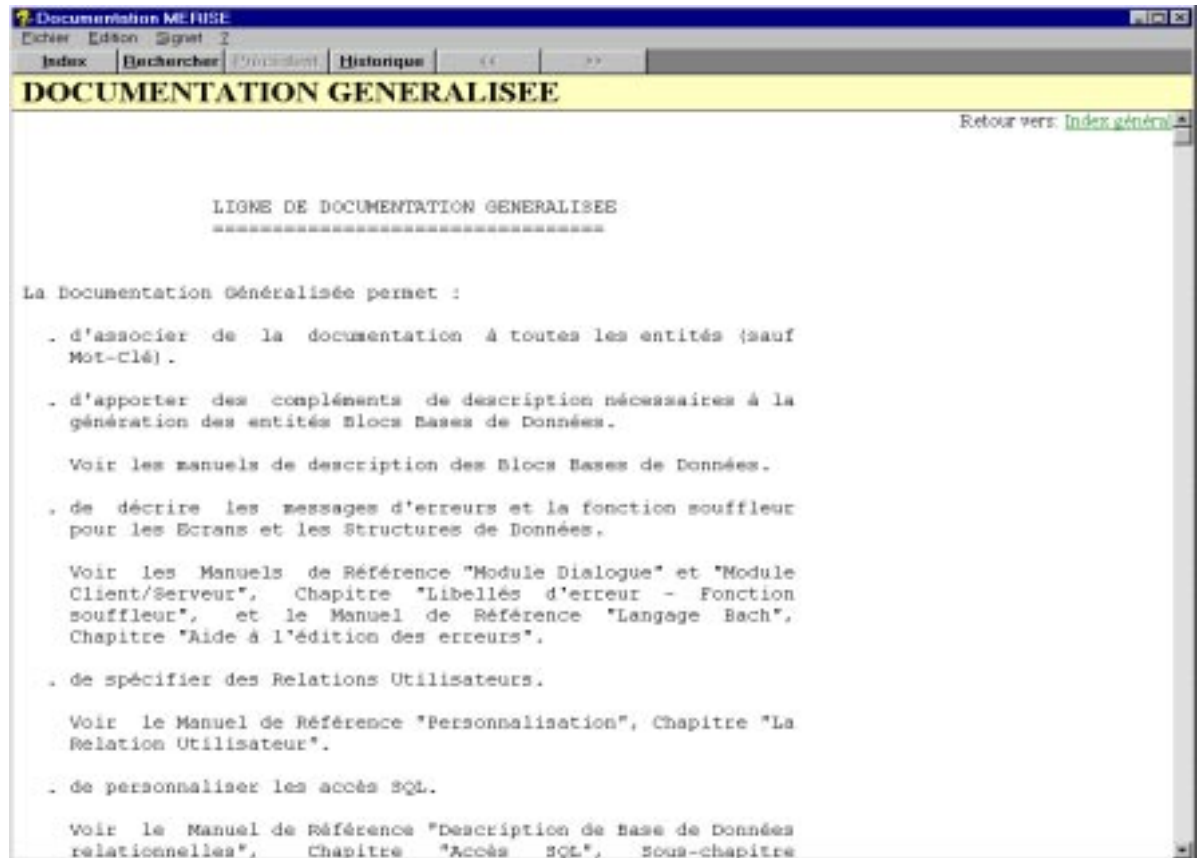 Documentation MERISE
Fichier Edition Signet ?
Index Rechercher Précédent Historique << >>
DOCUMENTATION GENERALISEE
Retour vers: Index général
LIGNE DE DOCUMENTATION GENERALISEE
==================================
La Documentation Généralisée permet :
. d'associer de la documentation à toutes les entités (sauf
Mot-Clé).
. d'apporter des compléments de description nécessaires à la
génération des entités Blocs Bases de Données.
Voir les manuels de description des Blocs Bases de Données.
. de décrire les messages d'erreurs et la fonction souffleur
pour les Ecrans et les Structures de Données.
Voir les Manuels de Référence "Module Dialogue" et "Module
Client/Serveur", Chapitre "Libellés d'erreur - Fonction
souffleur", et le Manuel de Référence "Langage Bach",
Chapitre "Aide à l'édition des erreurs".
. de spécifier des Relations Utilisateurs.
Voir le Manuel de Référence "Personnalisation", Chapitre "La
Relation Utilisateur".
. de personnaliser les accès SQL.
Voir le Manuel de Référence "Description de Base de Données
relationnelles", Chapitre "Accès SQL", Sous-chapitre